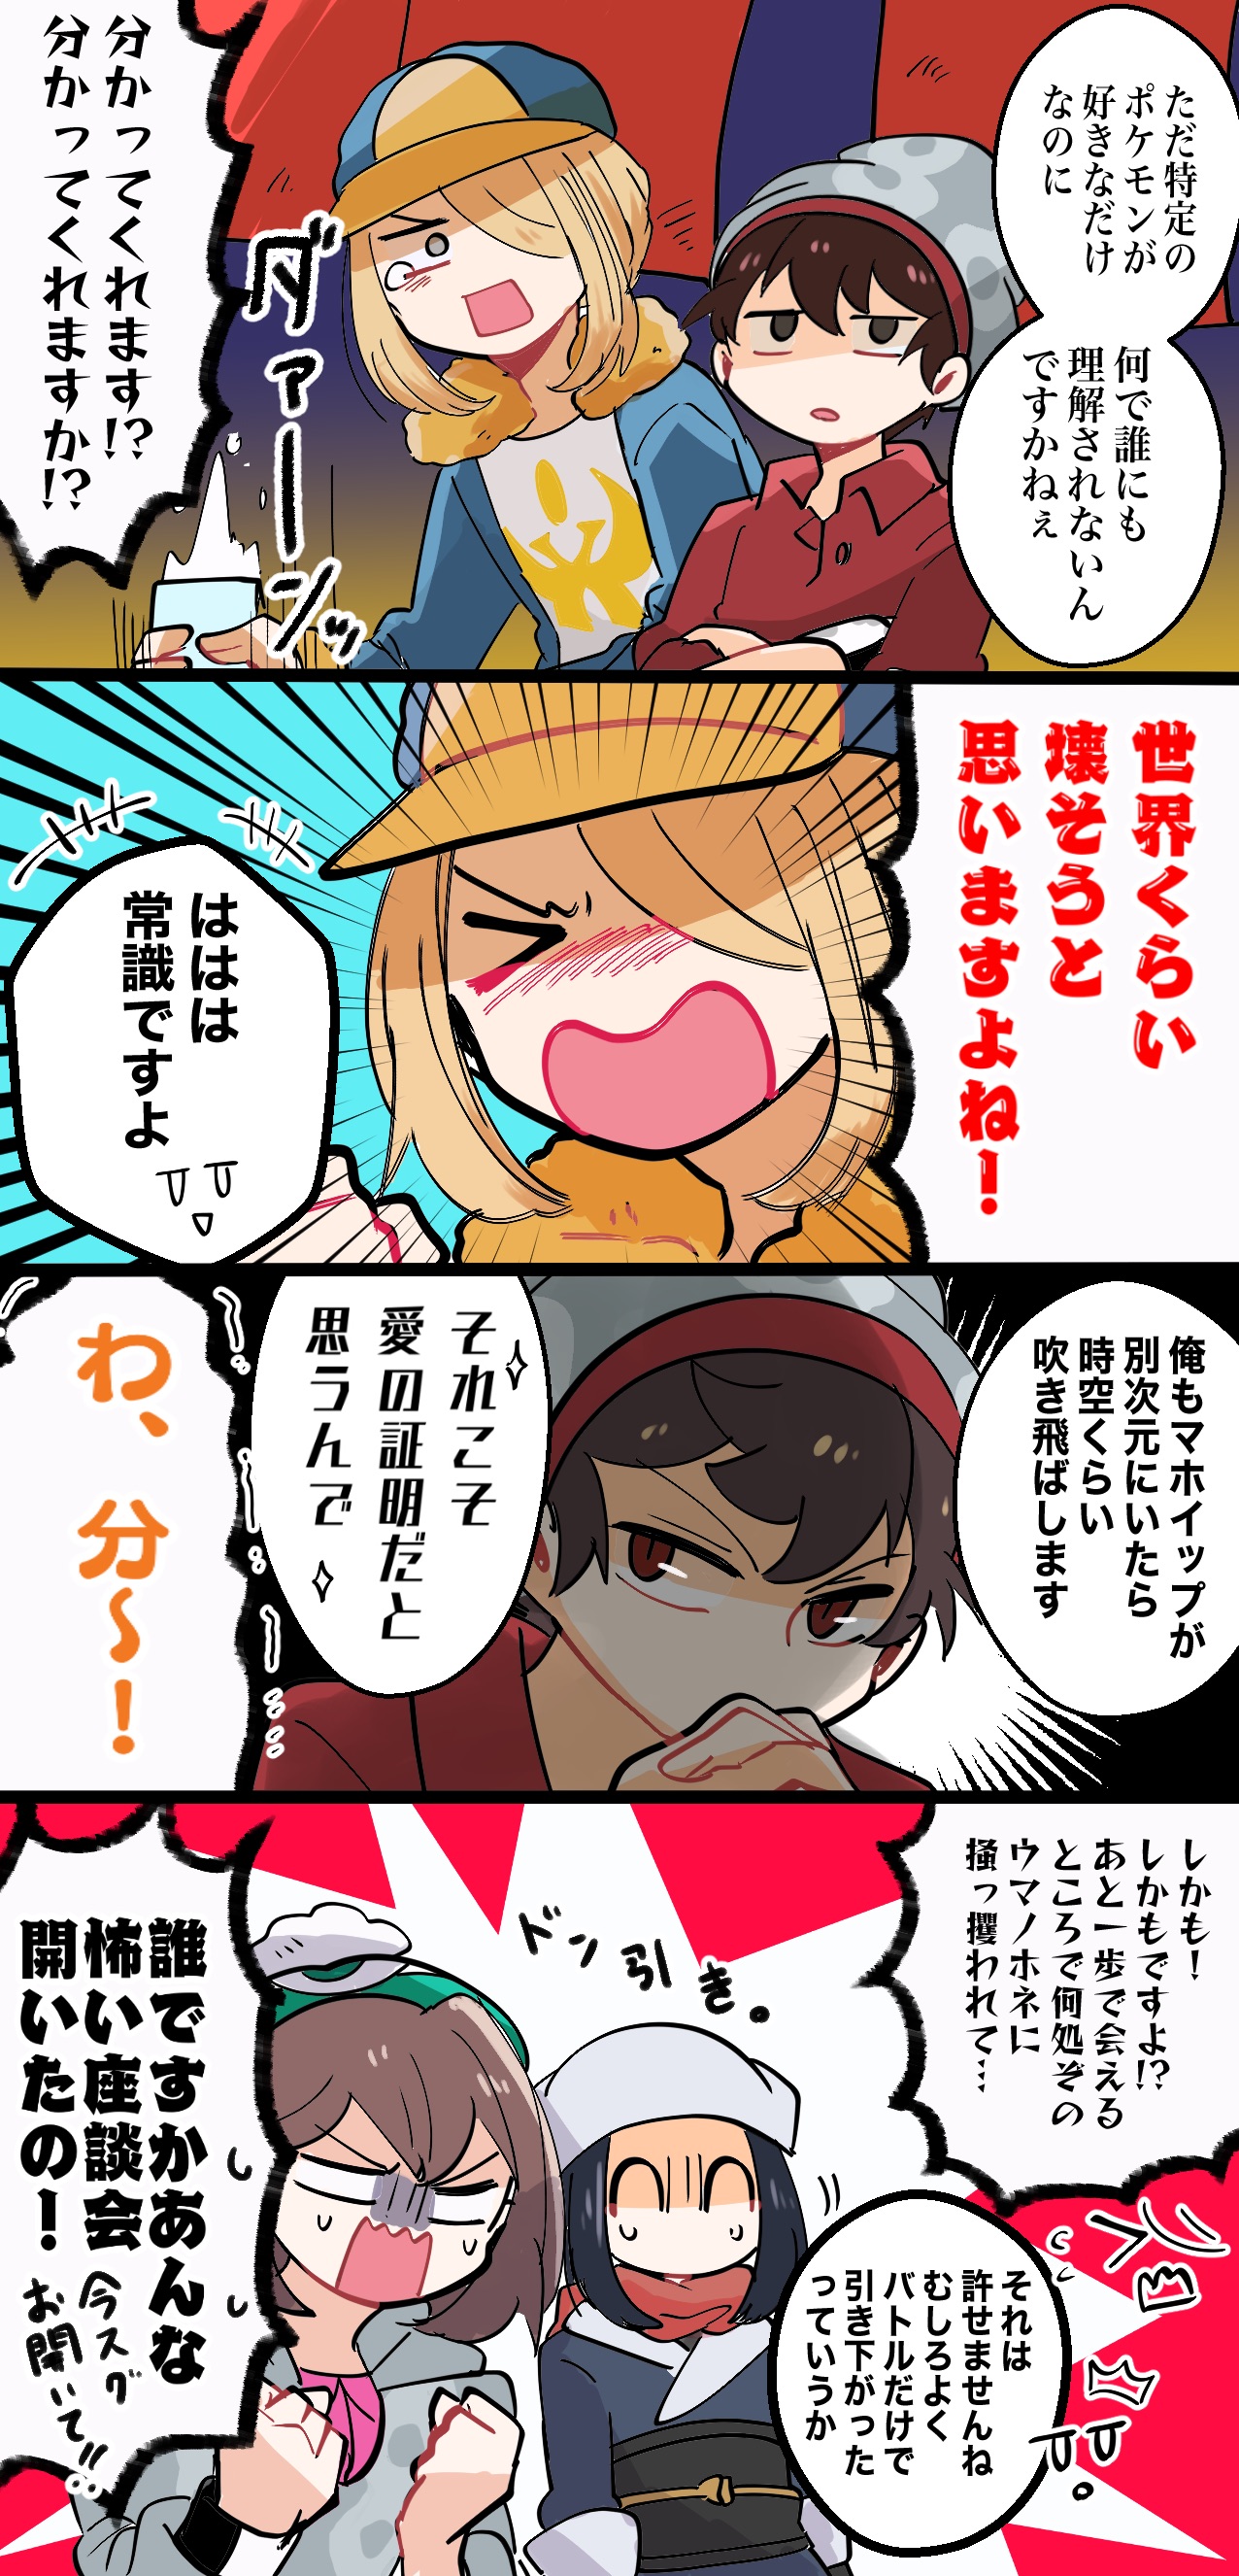 ただ特定の
ポケモンが
好きなだけ
なのに
何で誰にも
理解されないん
ですかねぇ
ダァーンッ
分かってくれます!?
分かってくれますか!?
世界くらい
壊そうと
思いますよね!
ははは
常識ですよ
俺もマホイップが
別次元にいたら
時空くらい
吹き飛ばします
それこそ
愛の証明だと
思うんで
わ、分〜!
しかも!
しかもですよ!?
あと一歩で会える
ところで何処ぞの
ウマノホネに
掻っ攫われて…
それは
許せませんね
むしろよく
バトルだけで
引き下がった
っていうか
ドン引き。
誰ですかあんな
怖い座談会
開いたの!
今スグ
お開いて!!